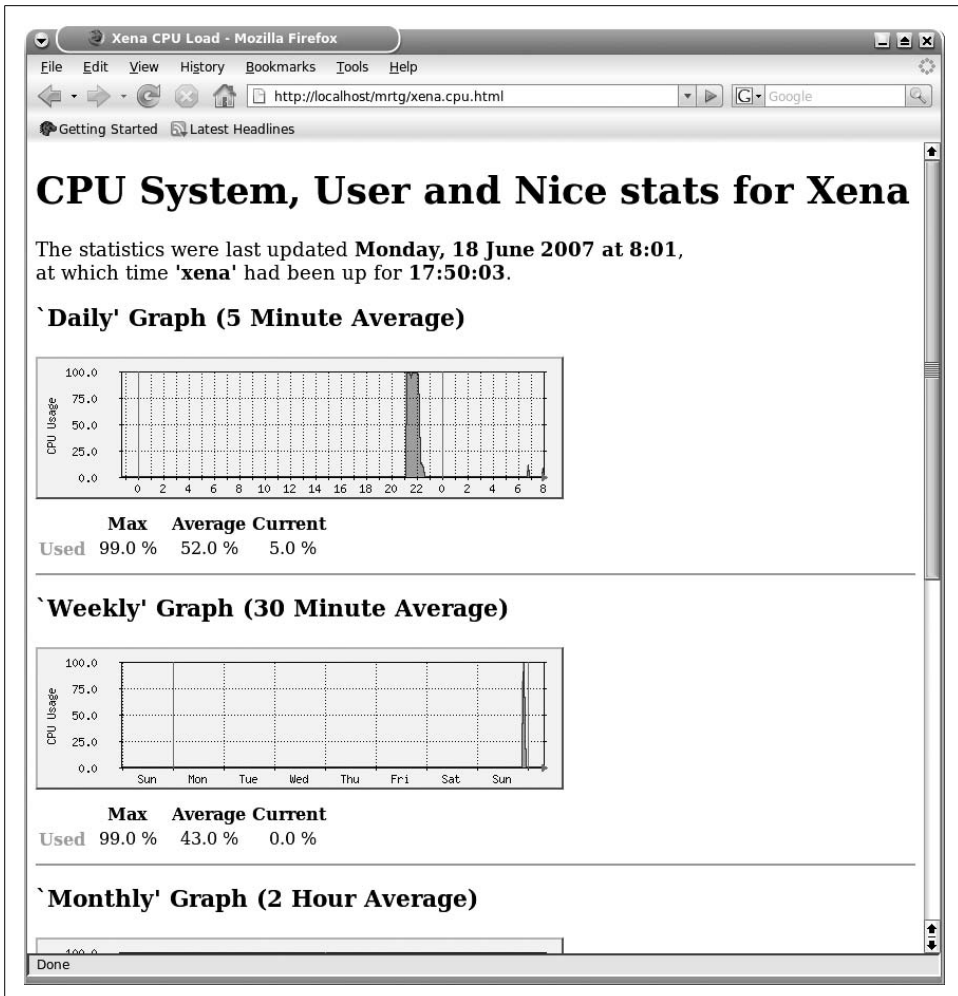 Xena CPU Load - Mozilla Firefox
File Edit View History Bookmarks Tools Help
http://localhost/mrtg/xena.cpu.html
G Google
Getting Started Latest Headlines
CPU System, User and Nice stats for Xena
The statistics were last updated Monday, 18 June 2007 at 8:01,
at which time 'xena' had been up for 17:50:03.
`Daily' Graph (5 Minute Average)
100.0
75.0
50.0
25.0
0.0
CPU Usage
0 2 4 6 8 10 12 14 16 18 20 22 0 2 4 6 8
Max Average Current
Used 99.0 % 52.0 % 5.0 %
`Weekly' Graph (30 Minute Average)
100.0
75.0
50.0
25.0
0.0
CPU Usage
Sun Mon Tue Wed Thu Fri Sat Sun
Max Average Current
Used 99.0 % 43.0 % 0.0 %
`Monthly' Graph (2 Hour Average)
100.0
Done